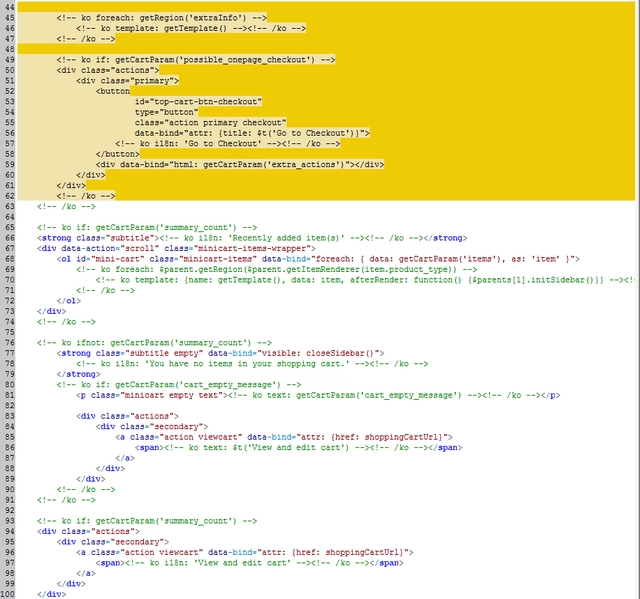 44
45 <!-- ko foreach: getRegion('extraInfo') -->
46 <!-- ko template: getTemplate() --><!-- /ko -->
47 <!-- /ko -->
48
49 <!-- ko if: getCartParam('possible_onepage_checkout') -->
50 <div class="actions">
51 <div class="primary">
52 <button
53 id="top-cart-btn-checkout"
54 type="button"
55 class="action primary checkout"
56 data-bind="attr: {title: $t('Go to Checkout')}">
57 <!-- ko i18n: 'Go to Checkout' --><!-- /ko -->
58 </button>
59 <div data-bind="html: getCartParam('extra_actions')"></div>
60 </div>
61 </div>
62 <!-- /ko -->
63 <!-- /ko -->
64
65 <!-- ko if: getCartParam('summary_count') -->
66 <strong class="subtitle"><!-- ko i18n: 'Recently added item(s)' --><!-- /ko --></strong>
67 <div data-action="scroll" class="minicart-items-wrapper">
68 <ol id="mini-cart" class="minicart-items" data-bind="foreach: { data: getCartParam('items'), as: 'item' }">
69 <!-- ko foreach: $parent.getRegion($parent.getItemRenderer(item.product_type)) -->
70 <!-- ko template: {name: getTemplate(), data: item, afterRender: function() {$parents[1].initSidebar()}} --><!-
71 <!-- /ko -->
72 </ol>
73 </div>
74 <!-- /ko -->
75
76 <!-- ko ifnot: getCartParam('summary_count') -->
77 <strong class="subtitle empty" data-bind="visible: closeSidebar()">
78 <!-- ko i18n: 'You have no items in your shopping cart.' --><!-- /ko -->
79 </strong>
80 <!-- ko if: getCartParam('cart_empty_message') -->
81 <p class="minicart empty text"><!-- ko text: getCartParam('cart_empty_message') --><!-- /ko --></p>
82
83 <div class="actions">
84 <div class="secondary">
85 <a class="action viewcart" data-bind="attr: {href: shoppingCartUrl}">
86 <span><!-- ko text: $t('View and edit cart') --><!-- /ko --></span>
87 </a>
88 </div>
89 </div>
90 <!-- /ko -->
91 <!-- /ko -->
92
93 <!-- ko if: getCartParam('summary_count') -->
94 <div class="actions">
95 <div class="secondary">
96 <a class="action viewcart" data-bind="attr: {href: shoppingCartUrl}">
97 <span><!-- ko i18n: 'View and edit cart' --><!-- /ko --></span>
98 </a>
99 </div>
100 </div>